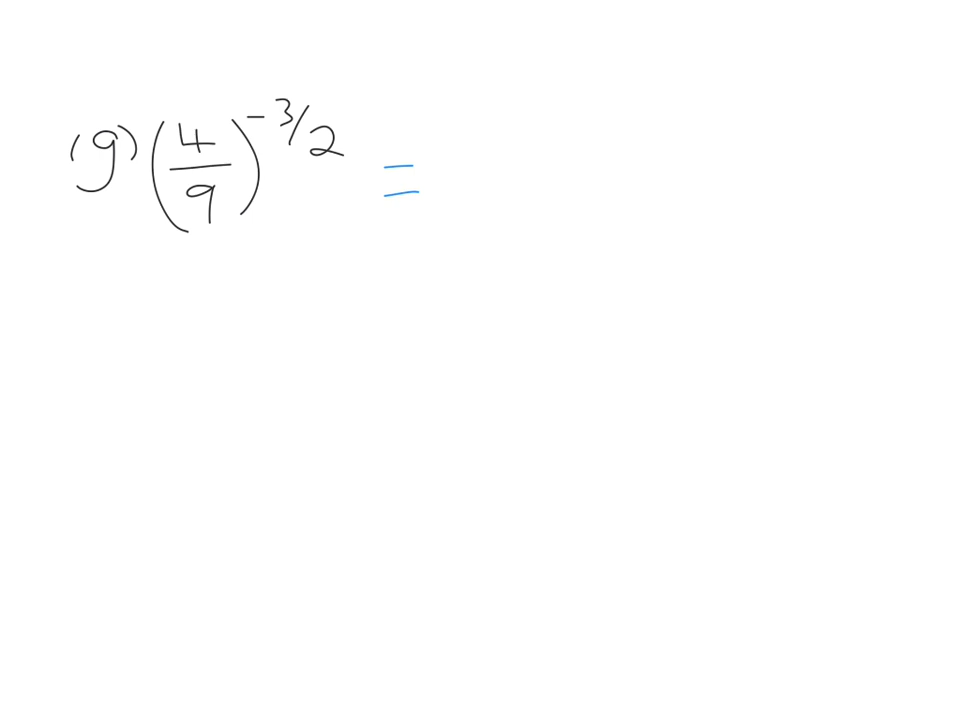 (g) (4/9)^-3/2 =